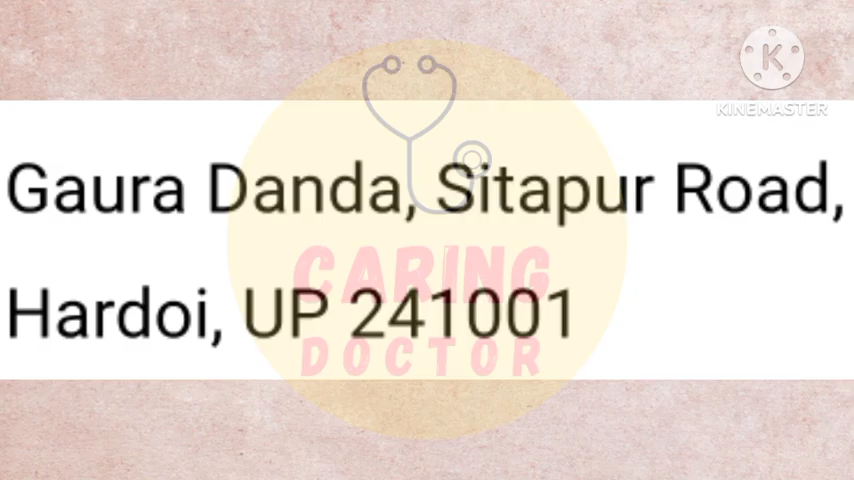 K
KINEMASTER
Gaura Danda, Sitapur Road,
CARING
Hardoi, UP 241001
DOCTOR